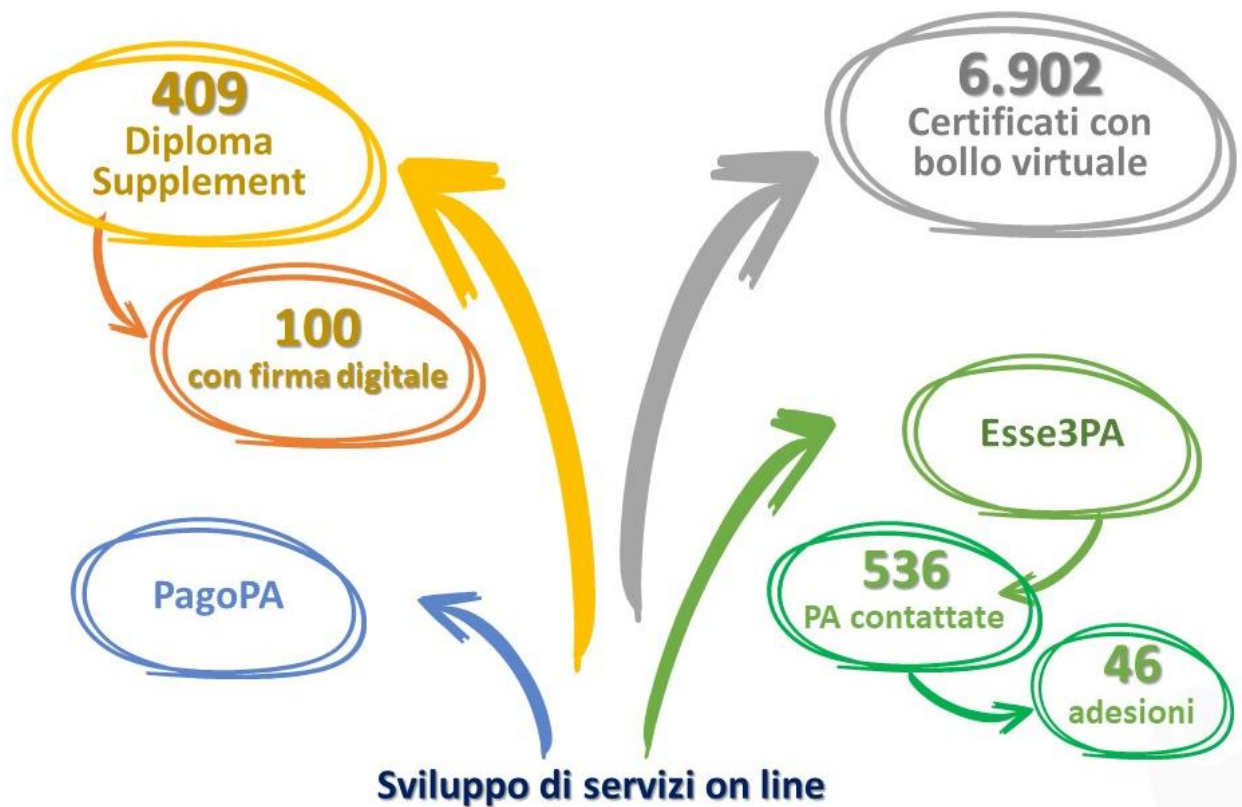 409
Diploma
Supplement
100
con firma digitale
6.902
Certificati con
bollo virtuale
Esse3PA
536
PA contattate
46
adesioni
PagoPA
Sviluppo di servizi on line